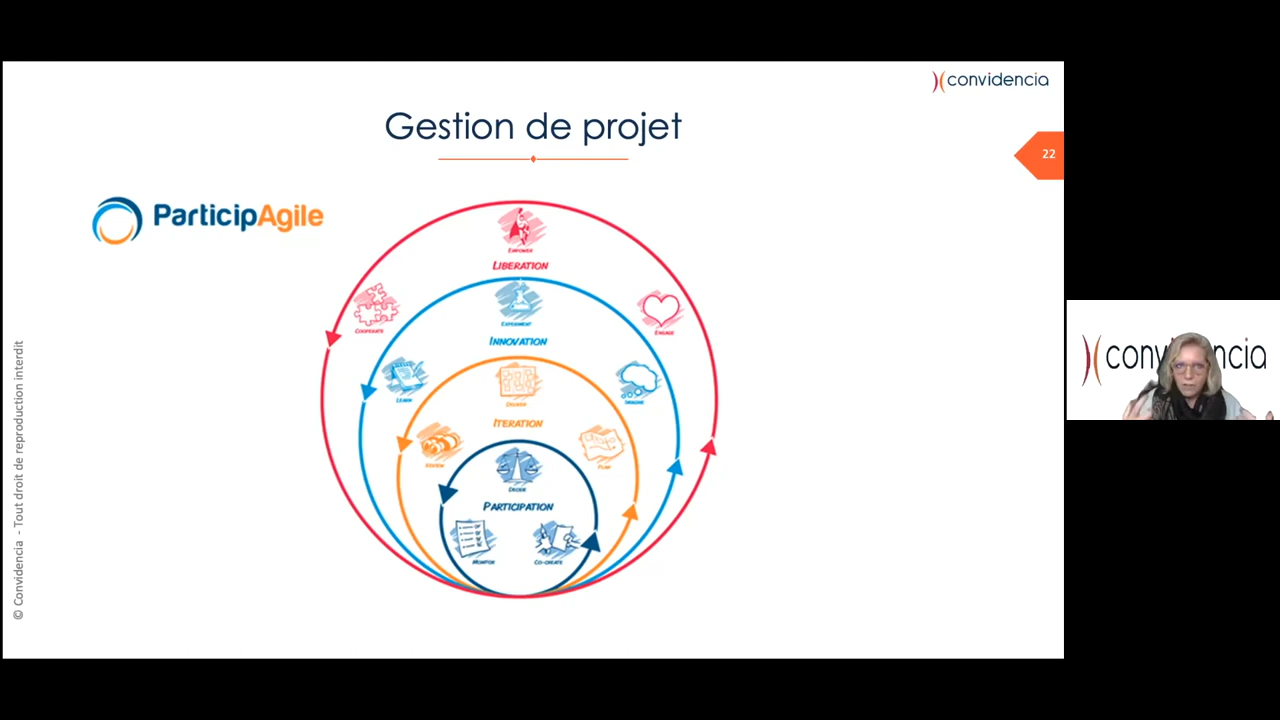 convidencia
Gestion de projet
22
ParticipAgile
EMPOWER
LIBERATION
COOPERATE
ENGAGE
EXPERIMENT
INNOVATION
LEARN
IMAGINE
ITERATION
REVIEW
PLAN
DECIDE
PARTICIPATION
MONITOR
CO-CREATE
© Convidencia - Tout droit de reproduction interdit
convidencia